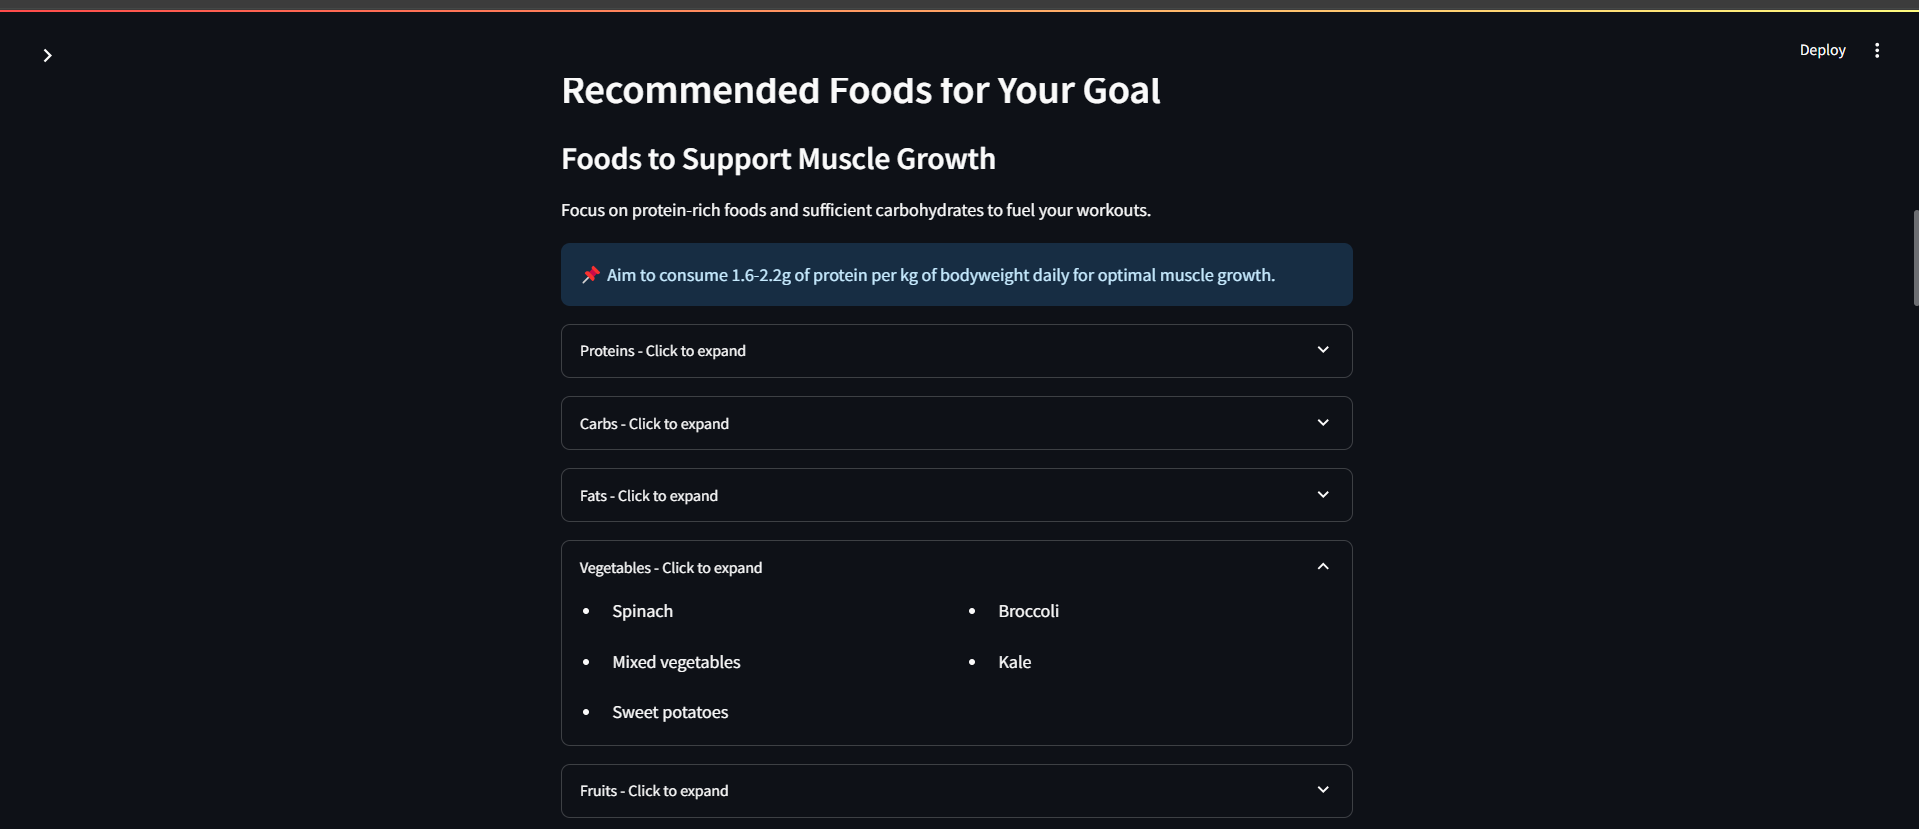 Deploy
Recommended Foods for Your Goal
Foods to Support Muscle Growth
Focus on protein-rich foods and sufficient carbohydrates to fuel your workouts.
📌 Aim to consume 1.6-2.2g of protein per kg of bodyweight daily for optimal muscle growth.
Proteins - Click to expand
Carbs - Click to expand
Fats - Click to expand
Vegetables - Click to expand
• Spinach • Broccoli
• Mixed vegetables • Kale
• Sweet potatoes
Fruits - Click to expand